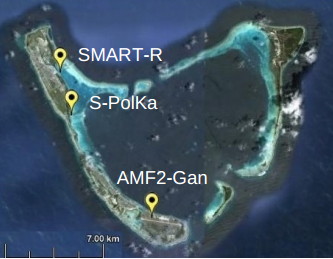 SMART-R
S-PolKa
AMF2-Gan
7.00 km